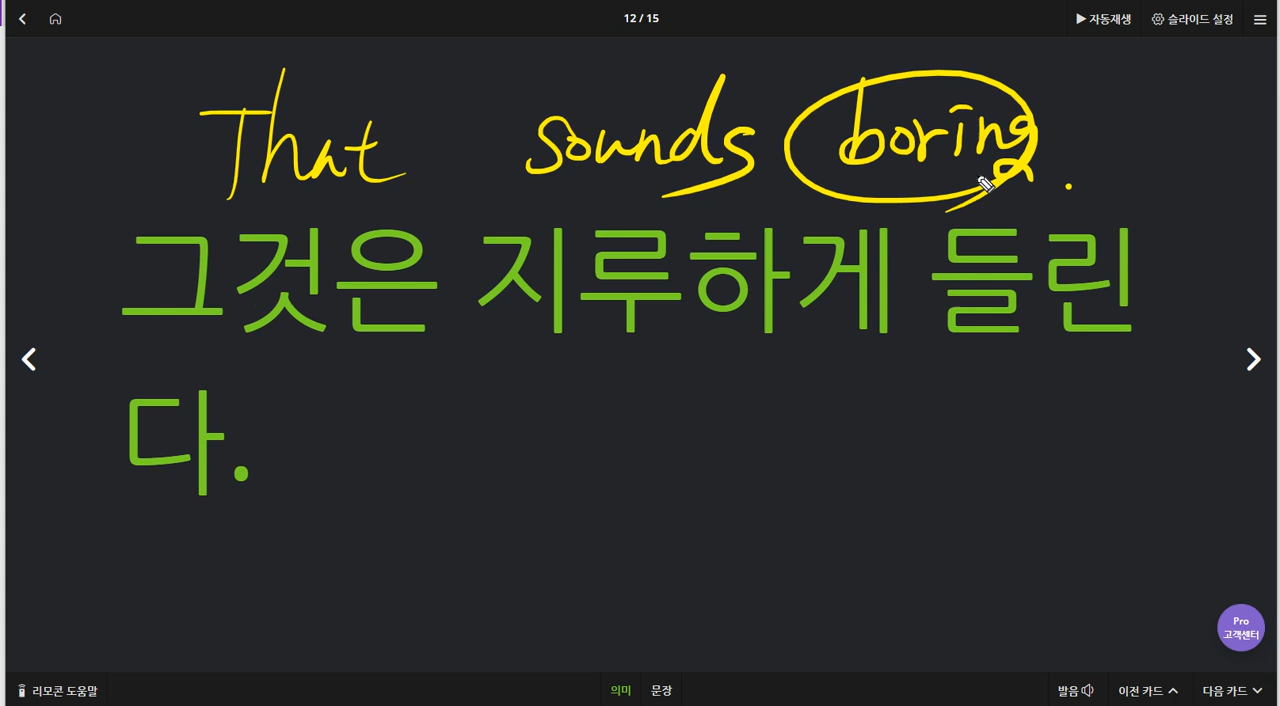 12 / 15
자동재생
슬라이드 설정
That sounds boring.
그것은 지루하게 들린
다.
Pro
고객센터
리모콘 도움말
의미
문장
발음
이전 카드
다음 카드